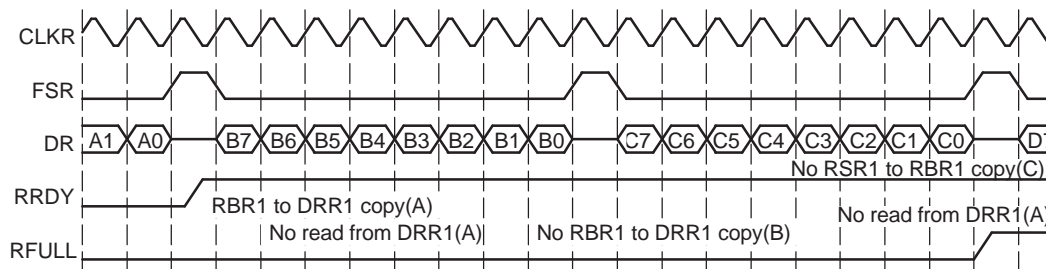 CLKR
FSR
DR A1 A0 B7 B6 B5 B4 B3 B2 B1 B0 C7 C6 C5 C4 C3 C2 C1 C0 D7
No RSR1 to RBR1 copy(C)
RRDY
RBR1 to DRR1 copy(A)
No read from DRR1(A)
No read from DRR1(A) No RBR1 to DRR1 copy(B)
RFULL